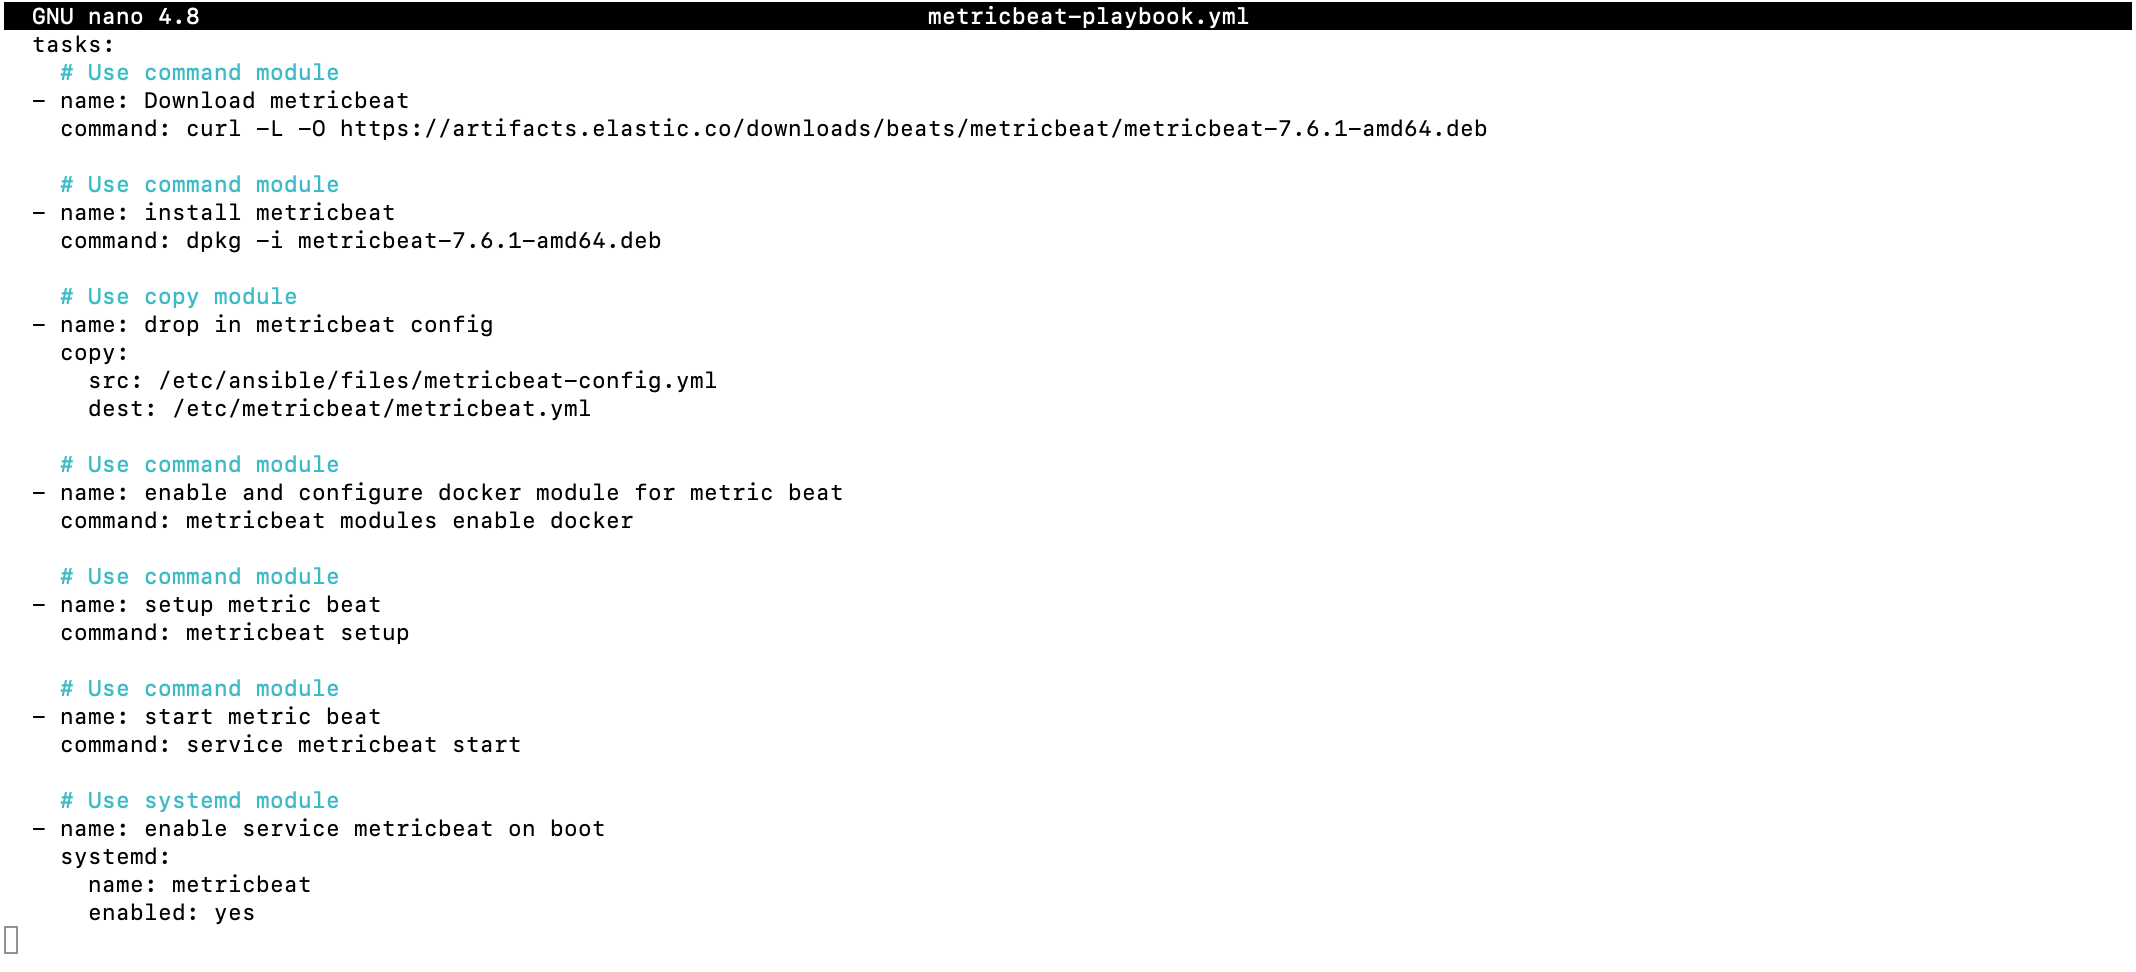 GNU nano 4.8 metricbeat-playbook.yml
tasks:
# Use command module
- name: Download metricbeat
command: curl -L -O https://artifacts.elastic.co/downloads/beats/metricbeat/metricbeat-7.6.1-amd64.deb
# Use command module
- name: install metricbeat
command: dpkg -i metricbeat-7.6.1-amd64.deb
# Use copy module
- name: drop in metricbeat config
copy:
src: /etc/ansible/files/metricbeat-config.yml
dest: /etc/metricbeat/metricbeat.yml
# Use command module
- name: enable and configure docker module for metric beat
command: metricbeat modules enable docker
# Use command module
- name: setup metric beat
command: metricbeat setup
# Use command module
- name: start metric beat
command: service metricbeat start
# Use systemd module
- name: enable service metricbeat on boot
systemd:
name: metricbeat
enabled: yes